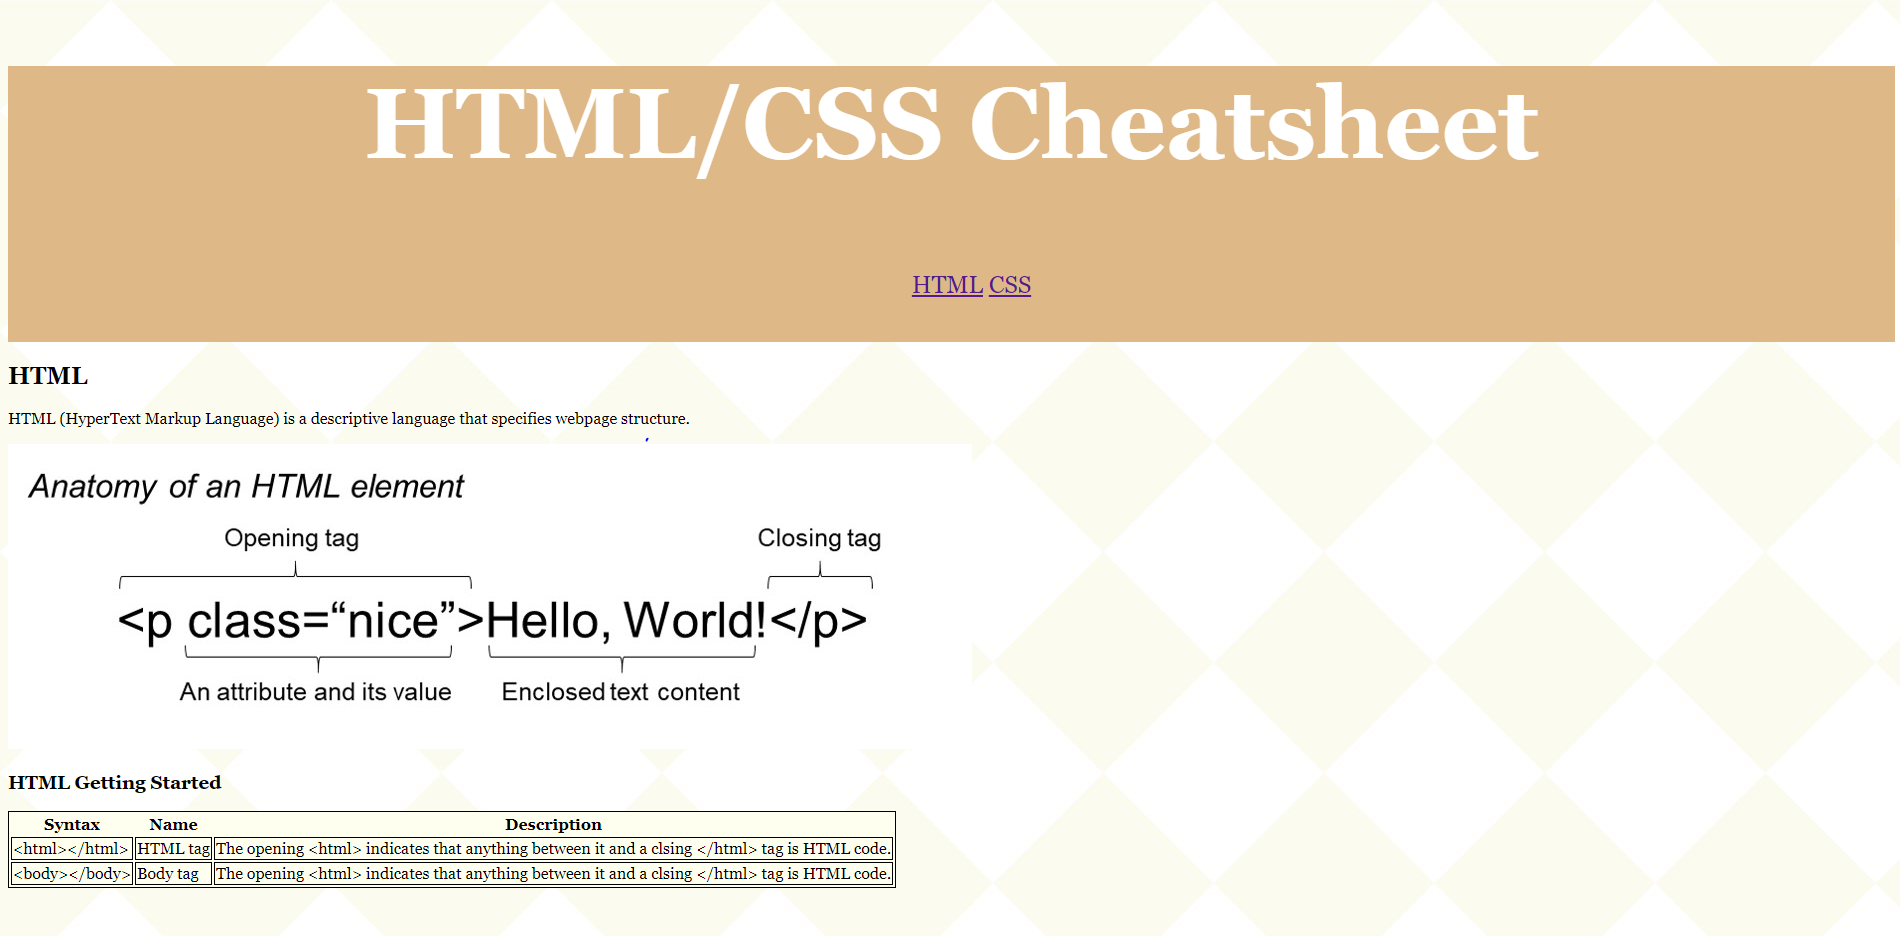 HTML/CSS Cheatsheet
HTML CSS
HTML
HTML (HyperText Markup Language) is a descriptive language that specifies webpage structure.
Anatomy of an HTML element
Opening tag Closing tag
<p class=“nice”>Hello, World!</p>
An attribute and its value Enclosed text content
HTML Getting Started
Syntax Name Description
<html></html> HTML tag The opening <html> indicates that anything between it and a clsing </html> tag is HTML code.
<body></body> Body tag The opening <html> indicates that anything between it and a clsing </html> tag is HTML code.